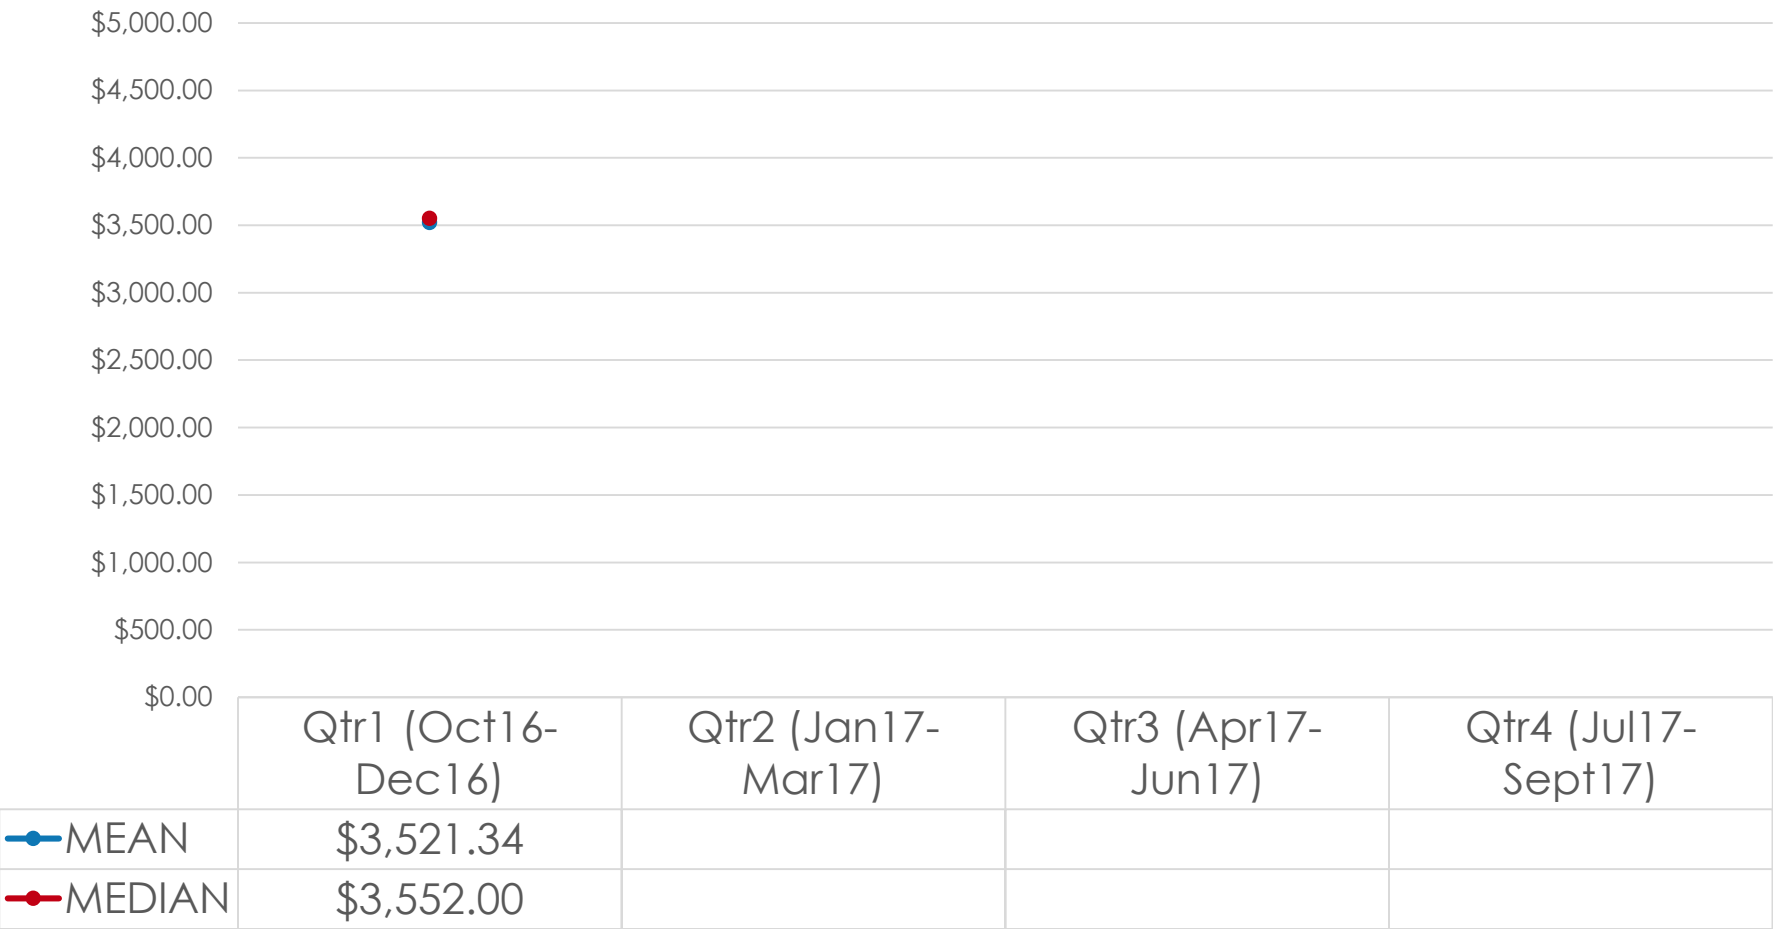 $5,000.00
$4,500.00
$4,000.00
$3,500.00
$3,000.00
$2,500.00
$2,000.00
$1,500.00
$1,000.00
$500.00
$0.00
Qtr1 (Oct16-
Dec16)
Qtr2 (Jan17-
Mar17)
Qtr3 (Apr17-
Jun17)
Qtr4 (Jul17-
Sept17)
MEAN $3,521.34
MEDIAN $3,552.00